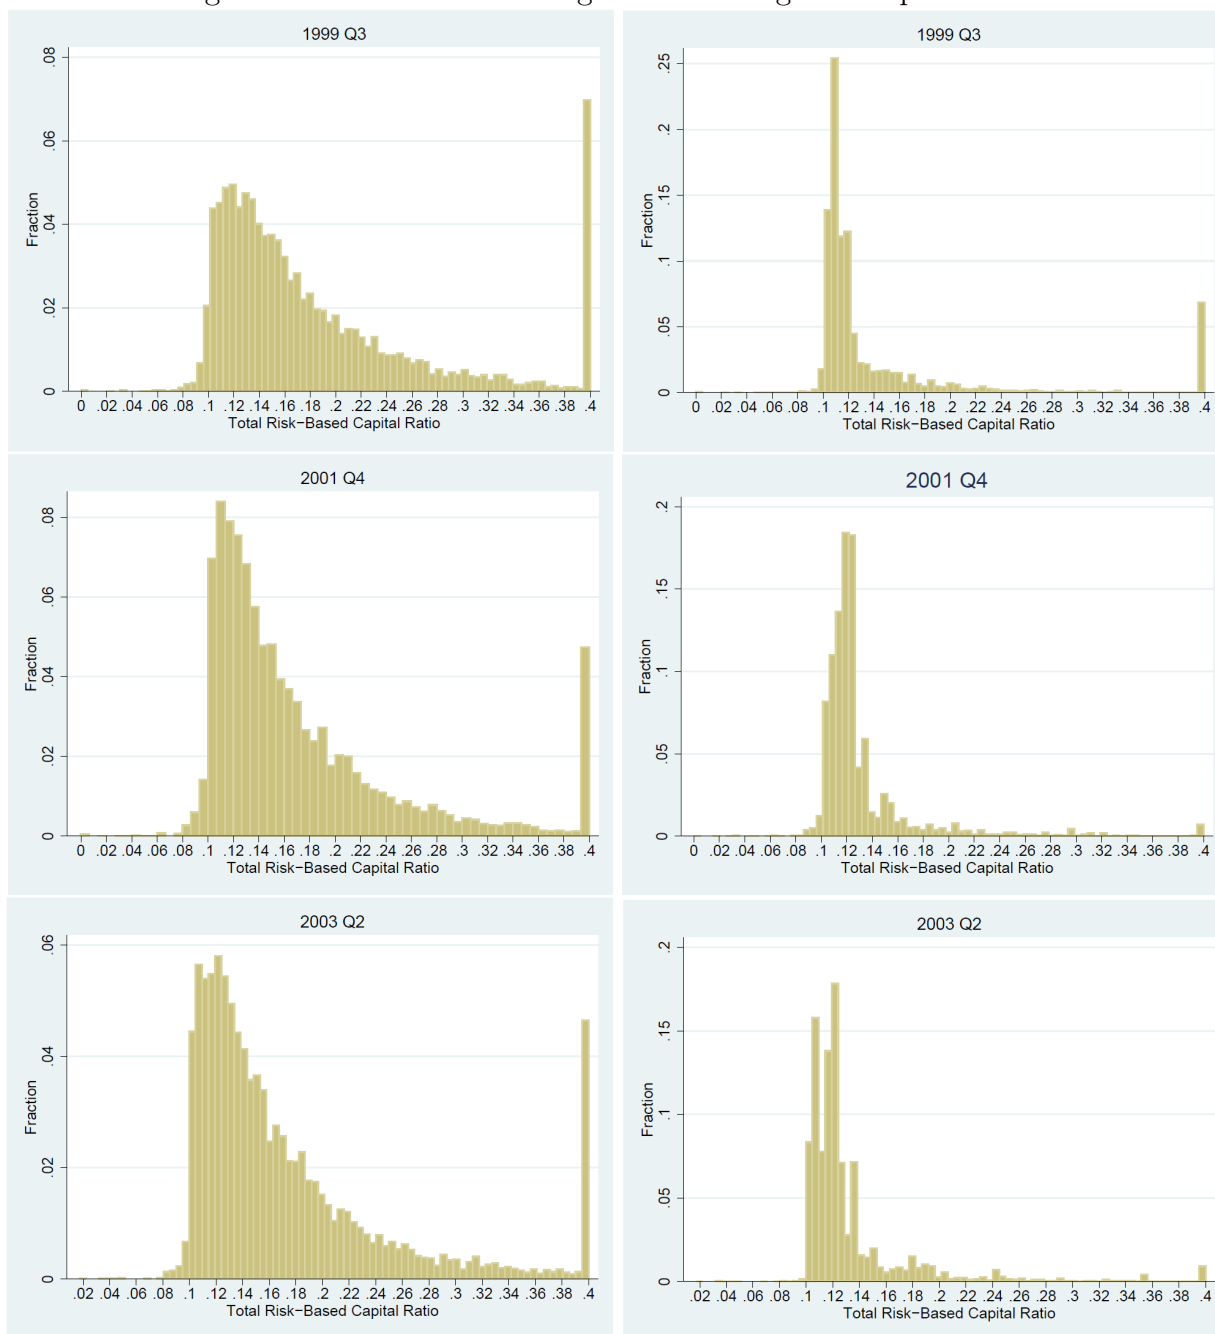 1999 Q3
.08
.06
.04
.02
0
Fraction
0 .02 .04 .06 .08 .1 .12 .14 .16 .18 .2 .22 .24 .26 .28 .3 .32 .34 .36 .38 .4
Total Risk−Based Capital Ratio
1999 Q3
.25
.2
.15
.1
.05
0
Fraction
0 .02 .04 .06 .08 .1 .12 .14 .16 .18 .2 .22 .24 .26 .28 .3 .32 .34 .36 .38 .4
Total Risk−Based Capital Ratio
2001 Q4
.08
.06
.04
.02
0
Fraction
0 .02 .04 .06 .08 .1 .12 .14 .16 .18 .2 .22 .24 .26 .28 .3 .32 .34 .36 .38 .4
Total Risk−Based Capital Ratio
2001 Q4
.2
.15
.1
.05
0
Fraction
0 .02 .04 .06 .08 .1 .12 .14 .16 .18 .2 .22 .24 .26 .28 .3 .32 .34 .36 .38 .4
Total Risk−Based Capital Ratio
2003 Q2
.06
.04
.02
0
Fraction
.02 .04 .06 .08 .1 .12 .14 .16 .18 .2 .22 .24 .26 .28 .3 .32 .34 .36 .38 .4
Total Risk−Based Capital Ratio
2003 Q2
.2
.15
.1
.05
0
Fraction
.02 .04 .06 .08 .1 .12 .14 .16 .18 .2 .22 .24 .26 .28 .3 .32 .34 .36 .38 .4
Total Risk−Based Capital Ratio